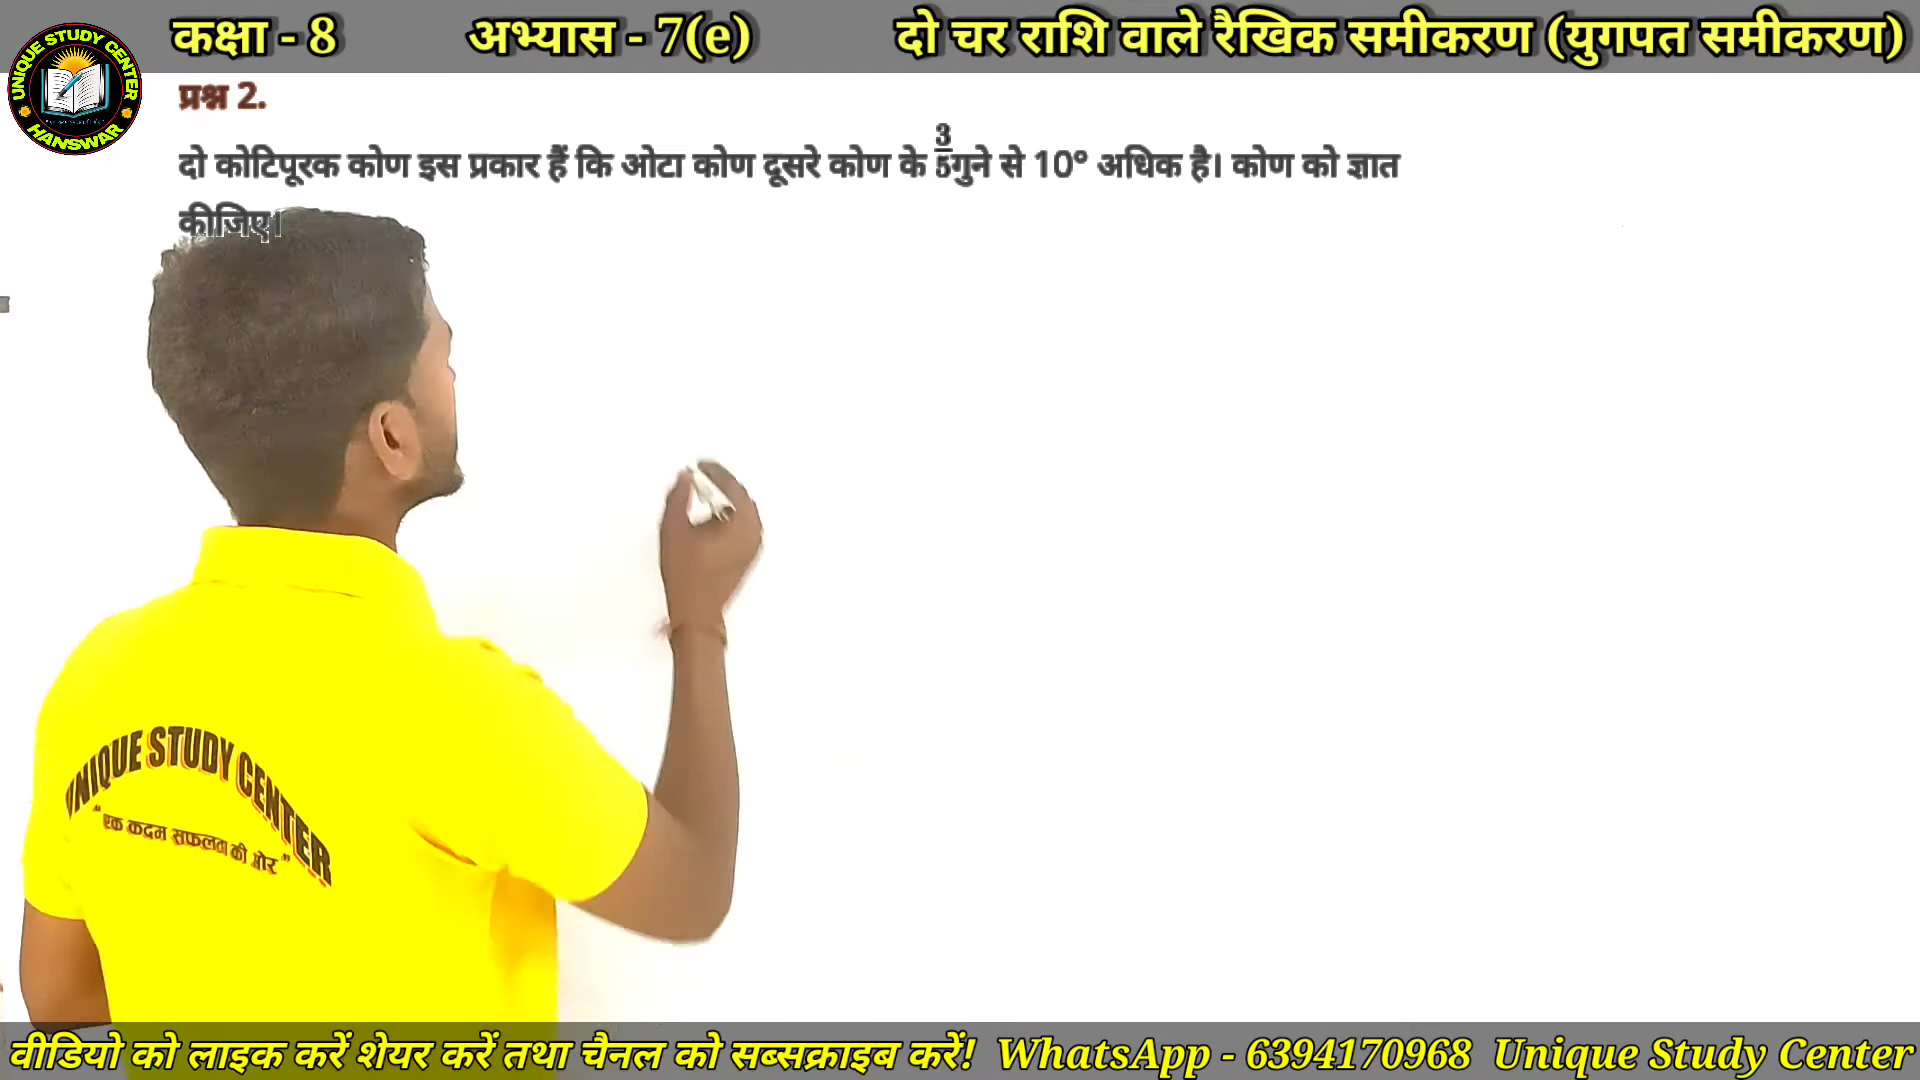 कक्षा - 8 अभ्यास - 7(e) दो चर राशि वाले रैखिक समीकरण (युगपत समीकरण)
UNIQUE STUDY CENTER
HANSWAR
प्रश्न 2.
दो कोटिपूरक कोण इस प्रकार हैं कि ओटा कोण दूसरे कोण के 3/5गुने से 10° अधिक है। कोण को ज्ञात
कीजिए।
UNIQUE STUDY CENTER
"एक कदम सफलता की ओर"
वीडियो को लाइक करें शेयर करें तथा चैनल को सब्सक्राइब करें! WhatsApp - 6394170968 Unique Study Center